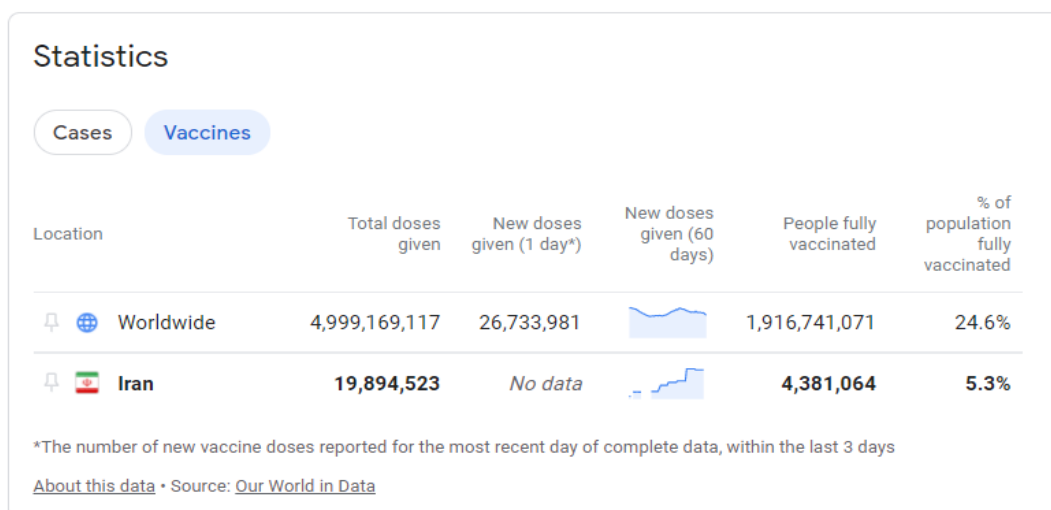 Statistics
Cases Vaccines
Location
Total doses
given
New doses
given (1 day*)
New doses
given (60
days)
People fully
vaccinated
% of
population
fully
vaccinated
Worldwide 4,999,169,117 26,733,981 1,916,741,071 24.6%
Iran 19,894,523 No data 4,381,064 5.3%
*The number of new vaccine doses reported for the most recent day of complete data, within the last 3 days
About this data • Source: Our World in Data